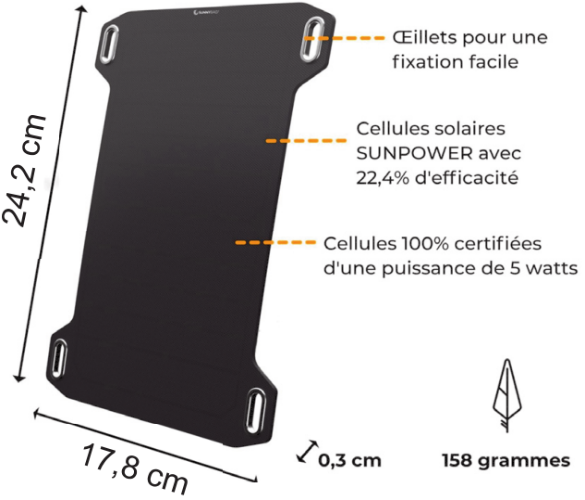 Œillets pour une
fixation facile
24,2 cm
Cellules solaires
SUNPOWER avec
22,4% d'efficacité
Cellules 100% certifiées
d'une puissance de 5 watts
17,8 cm
0,3 cm
158 grammes